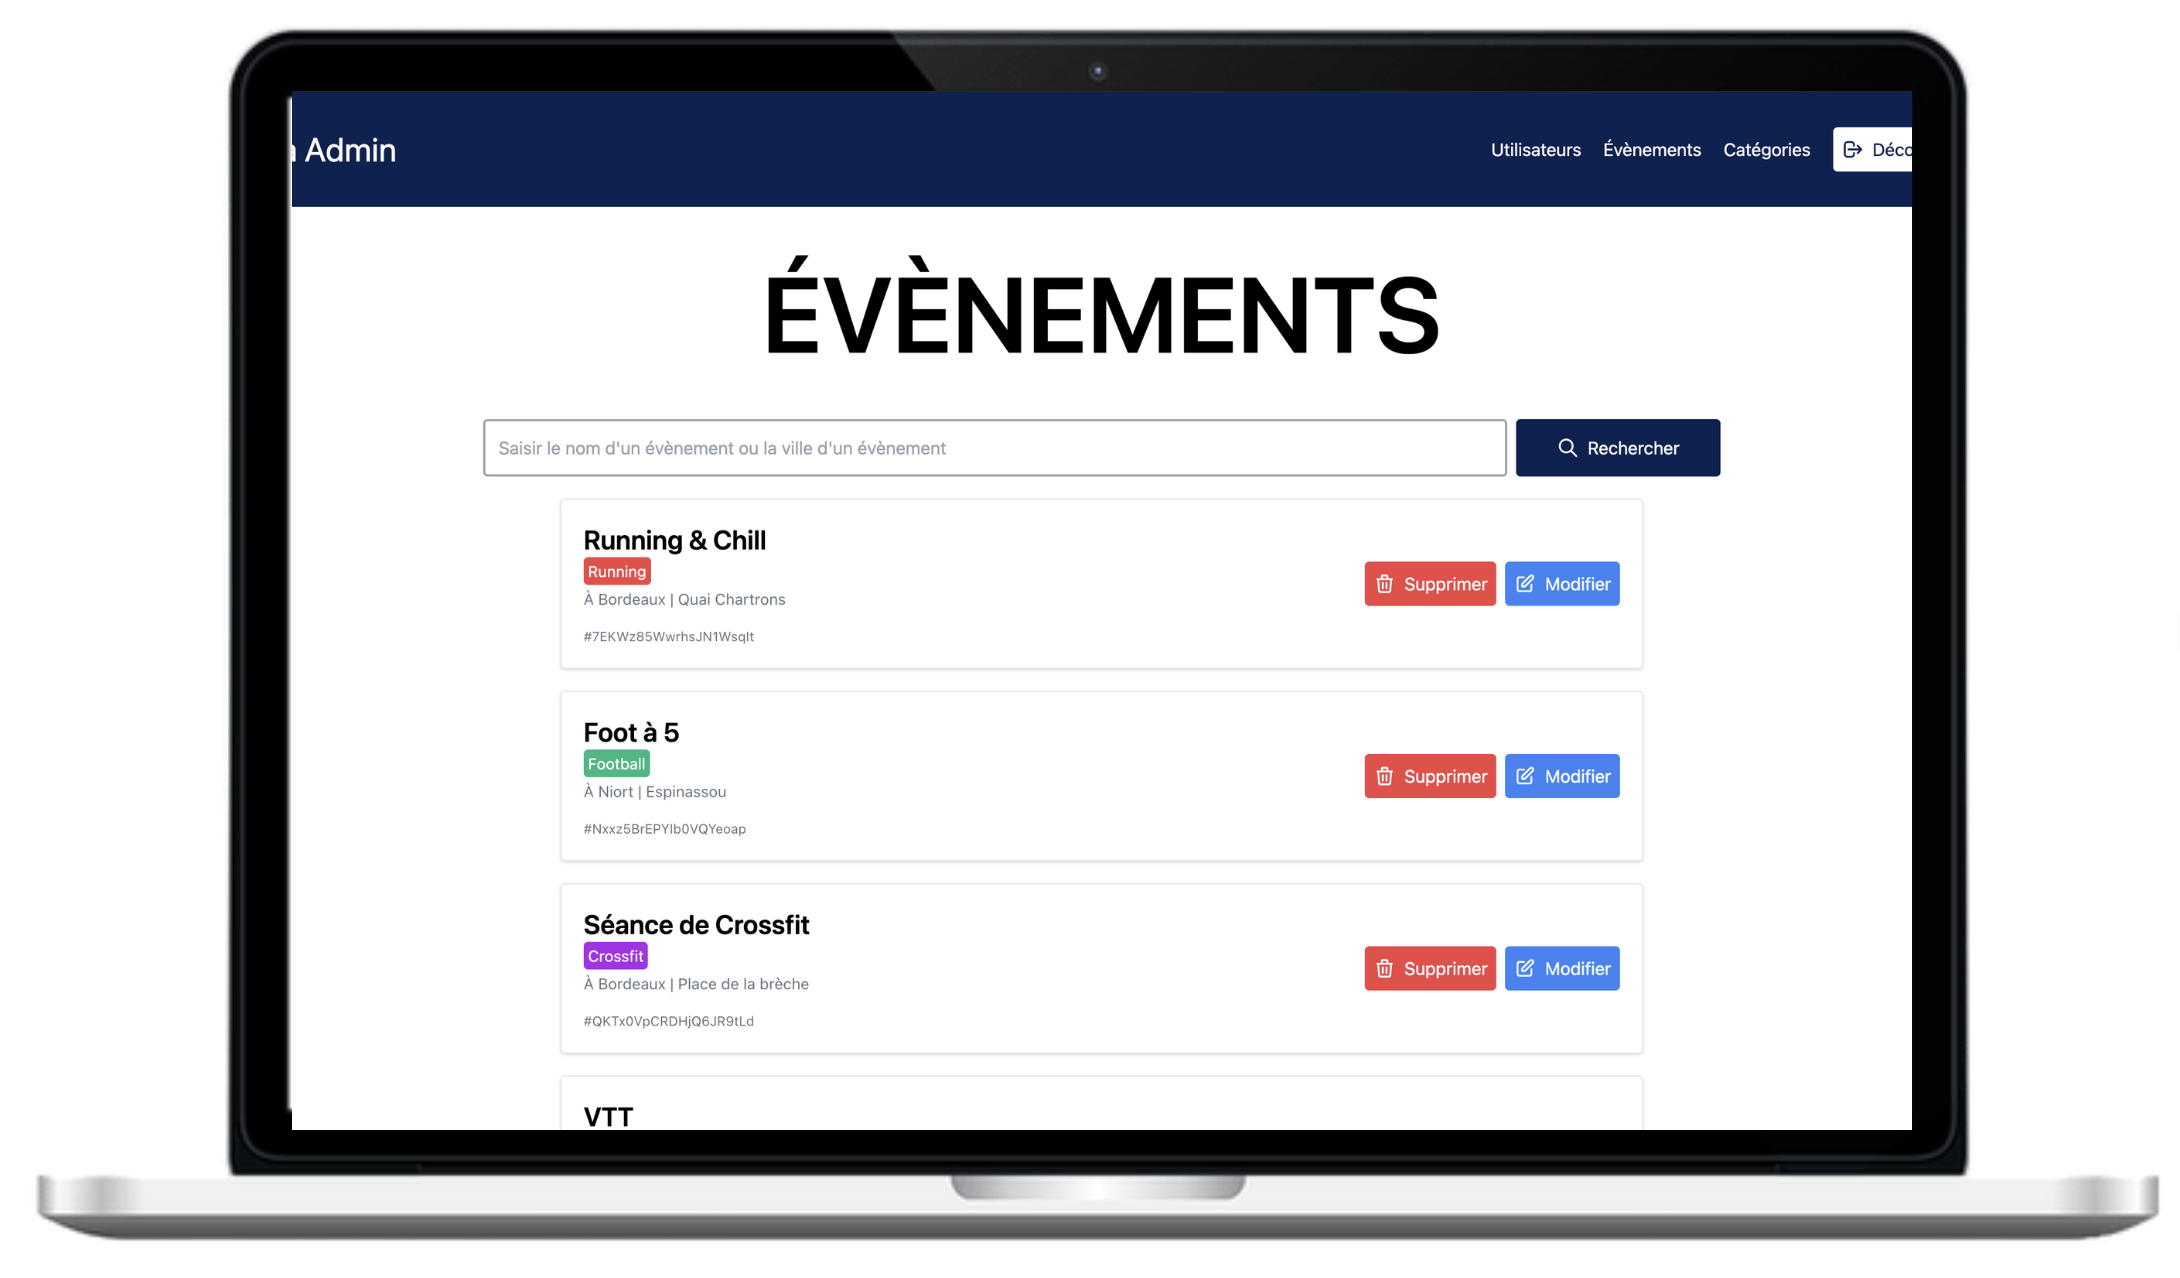 Admin
Utilisateurs Évènements Catégories
ÉVÈNEMENTS
Saisir le nom d'un évènement ou la ville d'un évènement
Rechercher
Running & Chill
Running
À Bordeaux | Quai Chartrons
#7EKWz85WwrhsJN1WsqIt
Supprimer Modifier
Foot à 5
Football
À Niort | Espinassou
#Nxxz5BrEPYIb0VQYeoap
Supprimer Modifier
Séance de Crossfit
Crossfit
À Bordeaux | Place de la brèche
#QKTx0VpCRDHjQ6JR9tLd
Supprimer Modifier
VTT